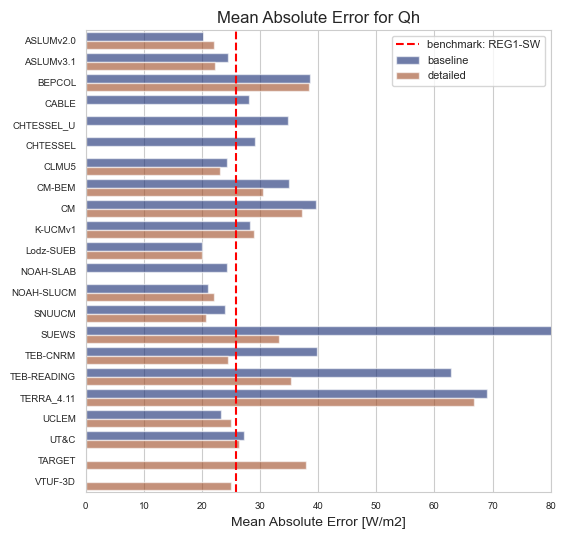 Mean Absolute Error for Qh
benchmark: REG1-SW
baseline
detailed
ASLUMv2.0
ASLUMv3.1
BEPCOL
CABLE
CHTESSEL_U
CHTESSEL
CLMU5
CM-BEM
CM
K-UCMv1
Lodz-SUEB
NOAH-SLAB
NOAH-SLUCM
SNUUCM
SUEWS
TEB-CNRM
TEB-READING
TERRA_4.11
UCLEM
UT&C
TARGET
VTUF-3D
0 10 20 30 40 50 60 70 80
Mean Absolute Error [W/m2]